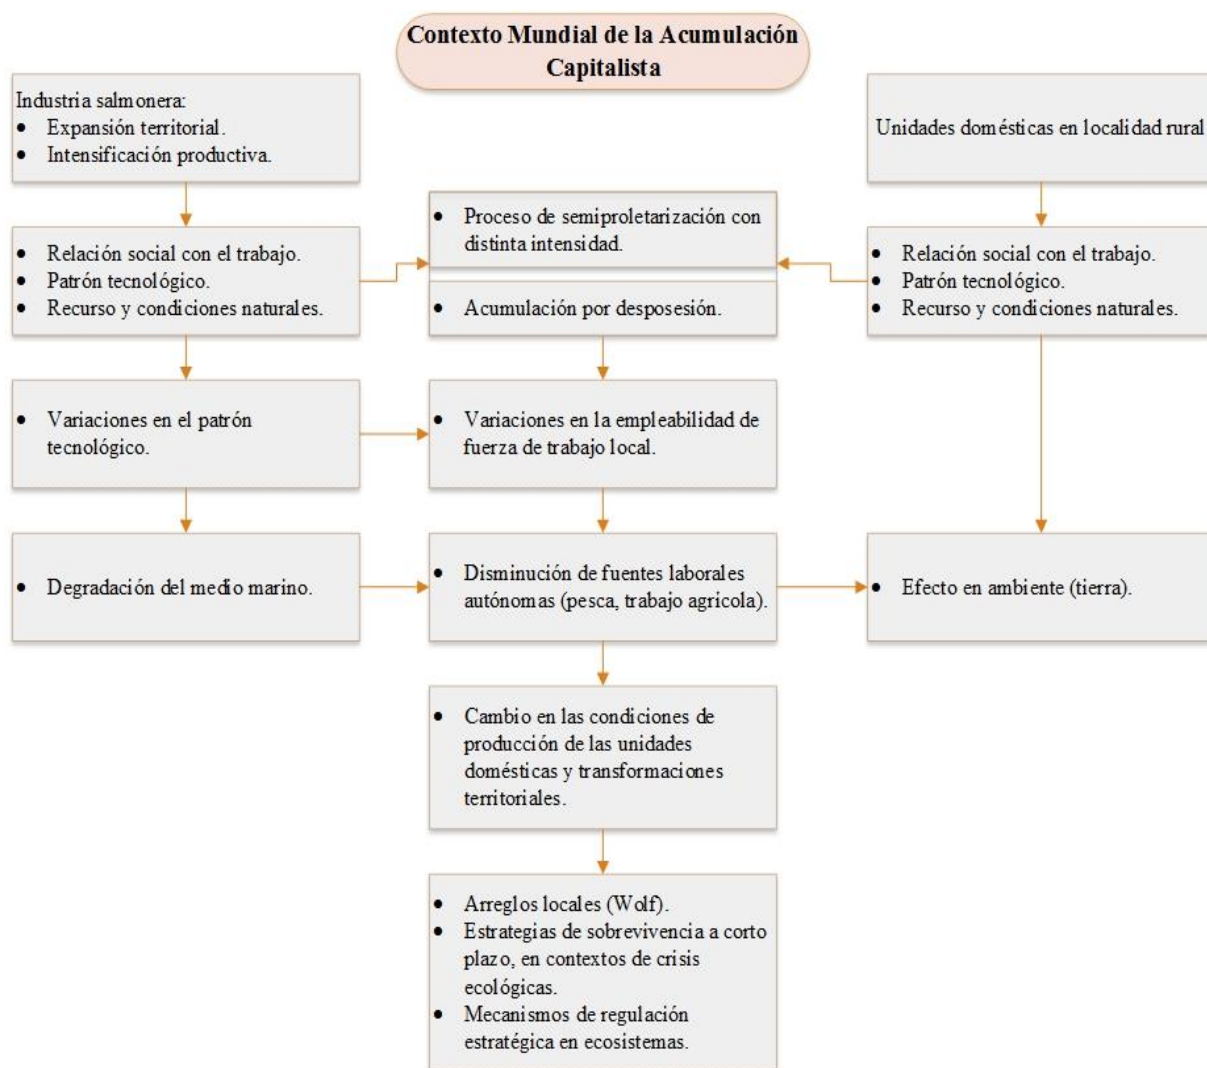 Contexto Mundial de la Acumulación
Capitalista
Industria salmonera:
• Expansión territorial.
• Intensificación productiva.
Unidades domésticas en localidad rural
• Relación social con el trabajo.
• Patrón tecnológico.
• Recurso y condiciones naturales.
• Proceso de semiproletarización con
distinta intensidad.
• Acumulación por desposesión.
• Relación social con el trabajo.
• Patrón tecnológico.
• Recurso y condiciones naturales.
• Variaciones en el patrón
tecnológico.
• Variaciones en la empleabilidad de
fuerza de trabajo local.
• Degradación del medio marino.
• Disminución de fuentes laborales
autónomas (pesca, trabajo agrícola).
• Efecto en ambiente (tierra).
• Cambio en las condiciones de
producción de las unidades
domésticas y transformaciones
territoriales.
• Arreglos locales (Wolf).
• Estrategias de sobrevivencia a corto
plazo, en contextos de crisis
ecológicas.
• Mecanismos de regulación
estratégica en ecosistemas.